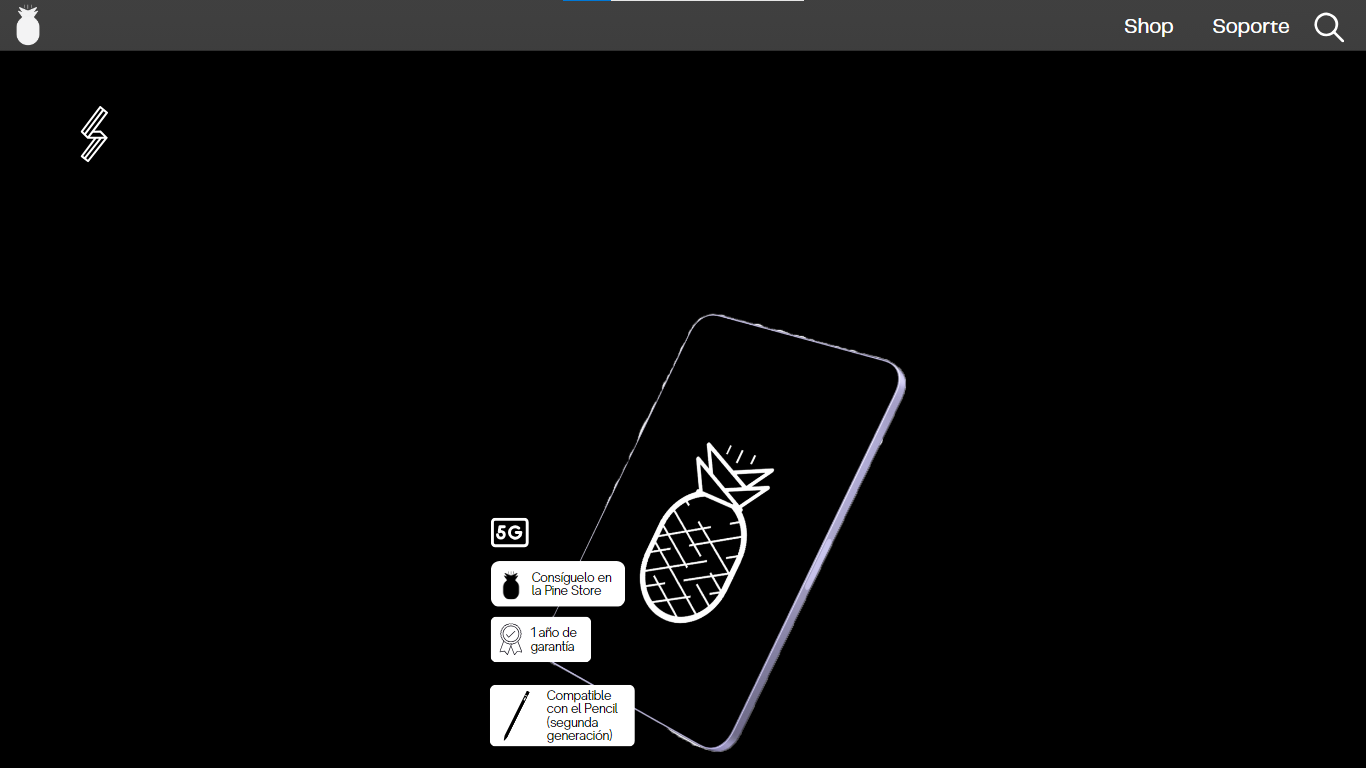 Shop
Soporte
5G
Consíguelo en
la Pine Store
1 año de
garantía
Compatible
con el Pencil
(segunda
generación)